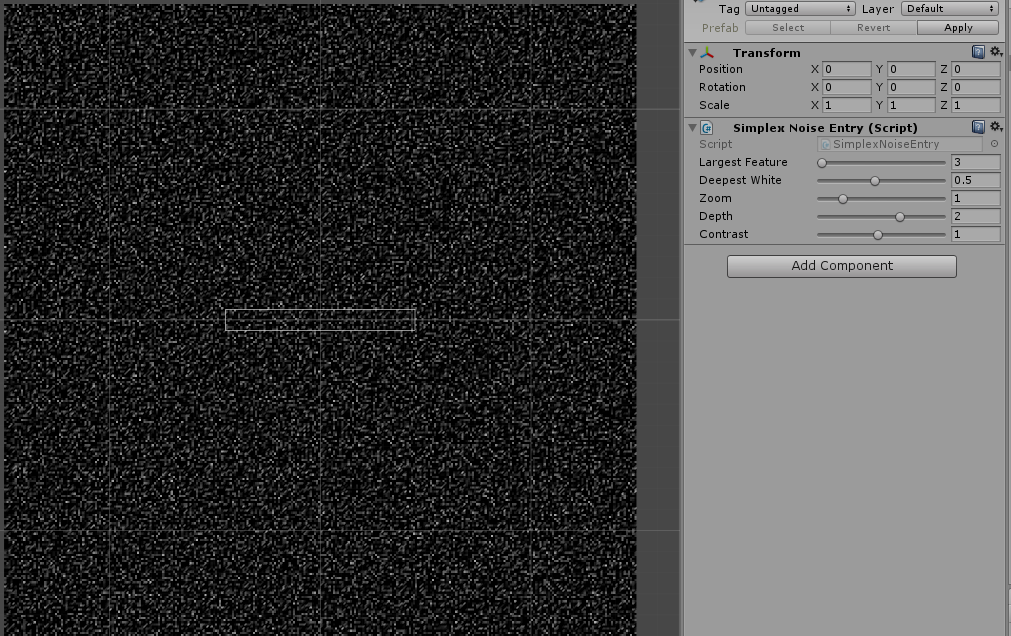 Tag Untagged Layer Default
Prefab Select Revert Apply
Transform
Position X 0 Y 0 Z 0
Rotation X 0 Y 0 Z 0
Scale X 1 Y 1 Z 1
Simplex Noise Entry (Script)
Script SimplexNoiseEntry
Largest Feature 3
Deepest White 0.5
Zoom 1
Depth 2
Contrast 1
Add Component